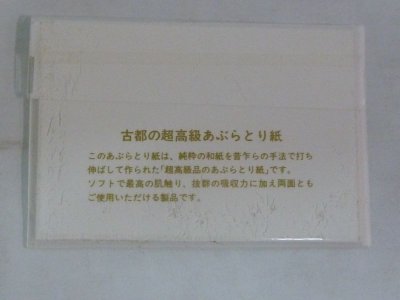 古都の超高級あぶらとり紙
このあぶらとり紙は、純粋の和紙を昔乍らの手法で打ち
伸ばして作られた「超高級品のあぶらとり紙」です。
ソフトで最高の肌触り、抜群の吸収力に加え両面とも
ご使用いただける製品です。